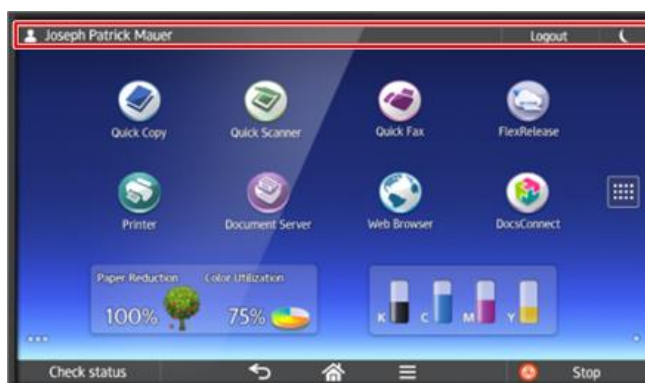 Joseph Patrick Mauer Logout
Quick Copy Quick Scanner Quick Fax FlexRelease
Printer Document Server Web Browser DocsConnect
Paper Reduction Color Utilization
100% 75% K C M Y
Check status Stop